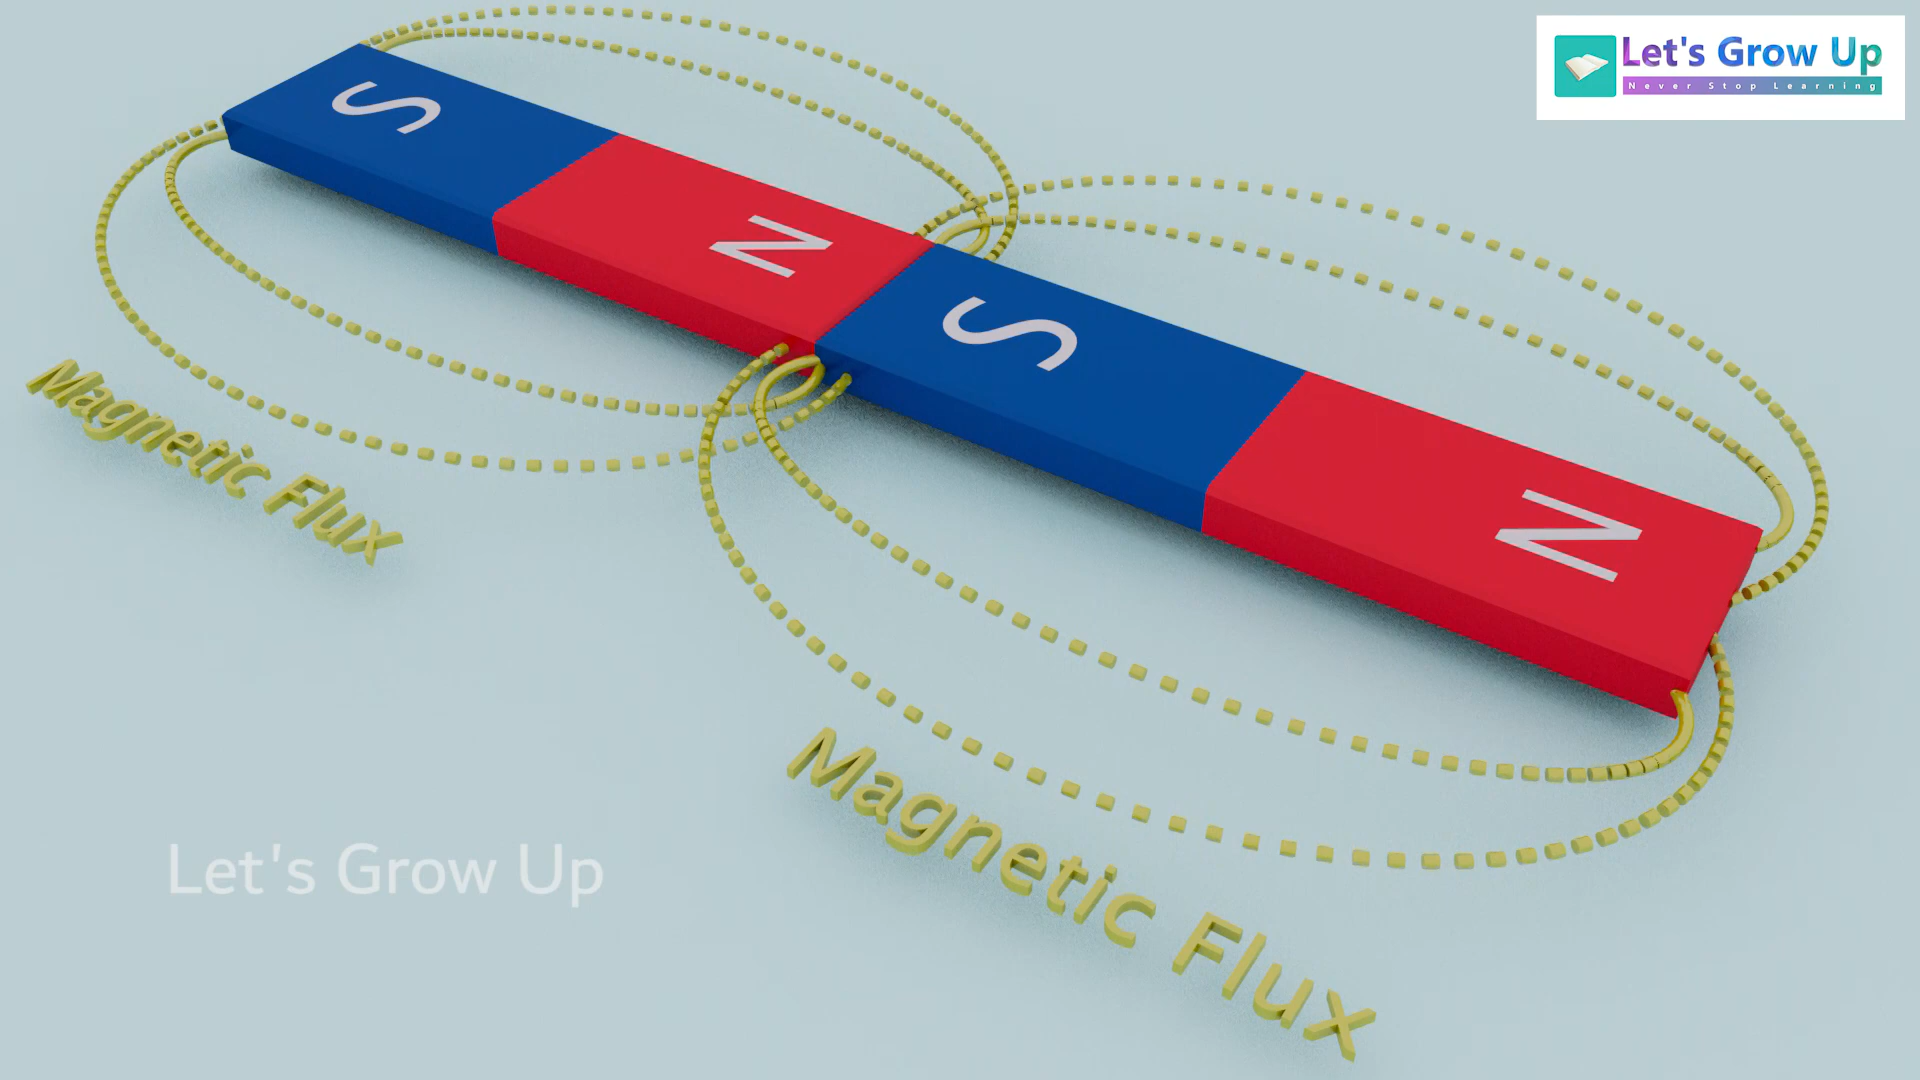 Let's Grow Up
Never Stop Learning
S
N
S
N
Magnetic Flux
Magnetic Flux
Let's Grow Up